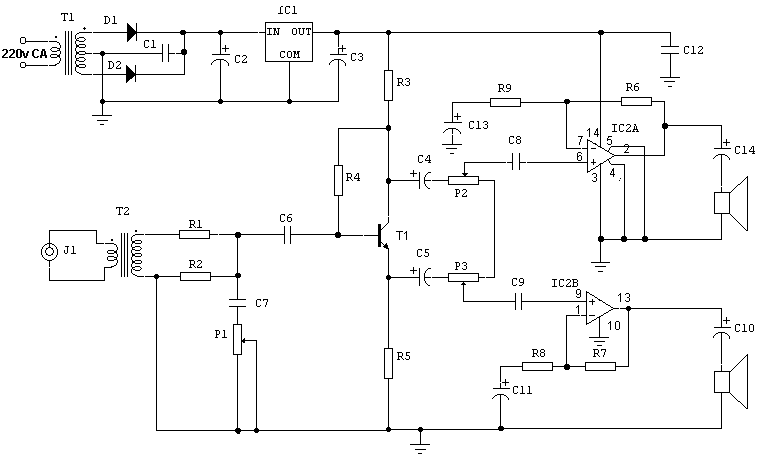 T1
D1
IC1
220v CA
C1
IN OUT
COM
C2
C3
C12
D2
R3
R9
R6
C13
IC2A
14
5
7
2
6
4
3
C8
C14
C4
R4
P2
T2
R1
C6
T1
J1
R2
C5
P3
C9
IC2B
9
13
1
10
C7
P1
C10
R5
R8
R7
C11